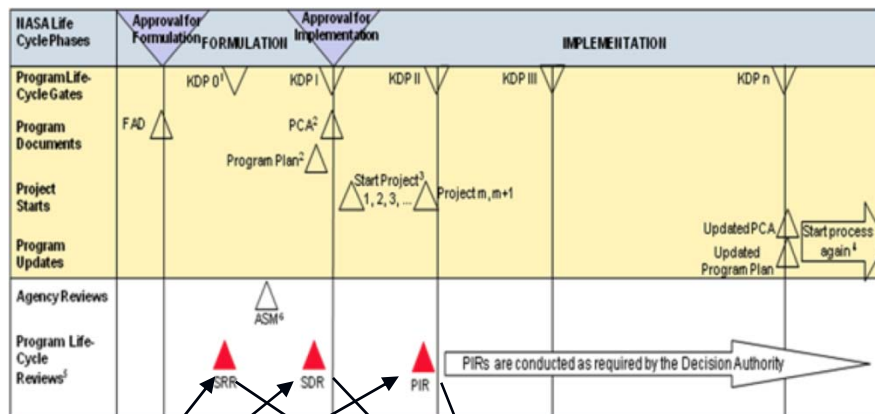 NASA Life
Cycle Phases
Approval for
Formulation
FORMULATION
Approval for
Implementation
IMPLEMENTATION
Program Life-
Cycle Gates
KDP 0¹
KDP I
KDP II
KDP III
KDP n
Program
Documents
FAD
PCA²
Program Plan²
Project
Starts
Start Project³
1, 2, 3, ...
Project m, m+1
Program
Updates
Updated PCA
Updated
Program Plan
Start process
again⁴
Agency Reviews
ASM⁶
Program Life-
Cycle
Reviews⁵
SRR
SDR
PIR
PIRs are conducted as required by the Decision Authority